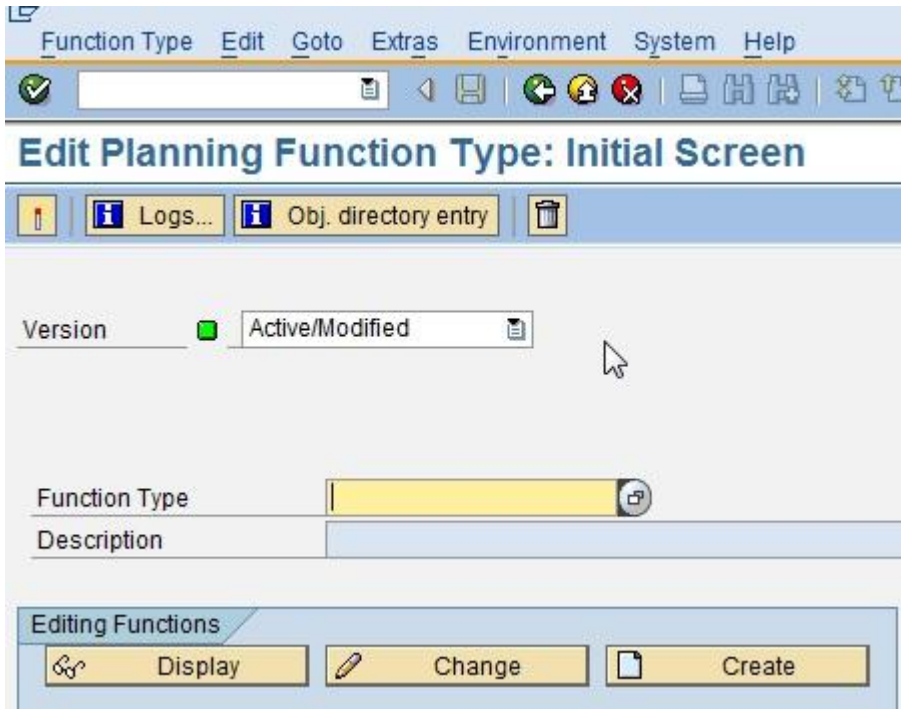 Function Type Edit Goto Extras Environment System Help
Edit Planning Function Type: Initial Screen
Logs... Obj. directory entry
Version Active/Modified
Function Type
Description
Editing Functions
Display Change Create